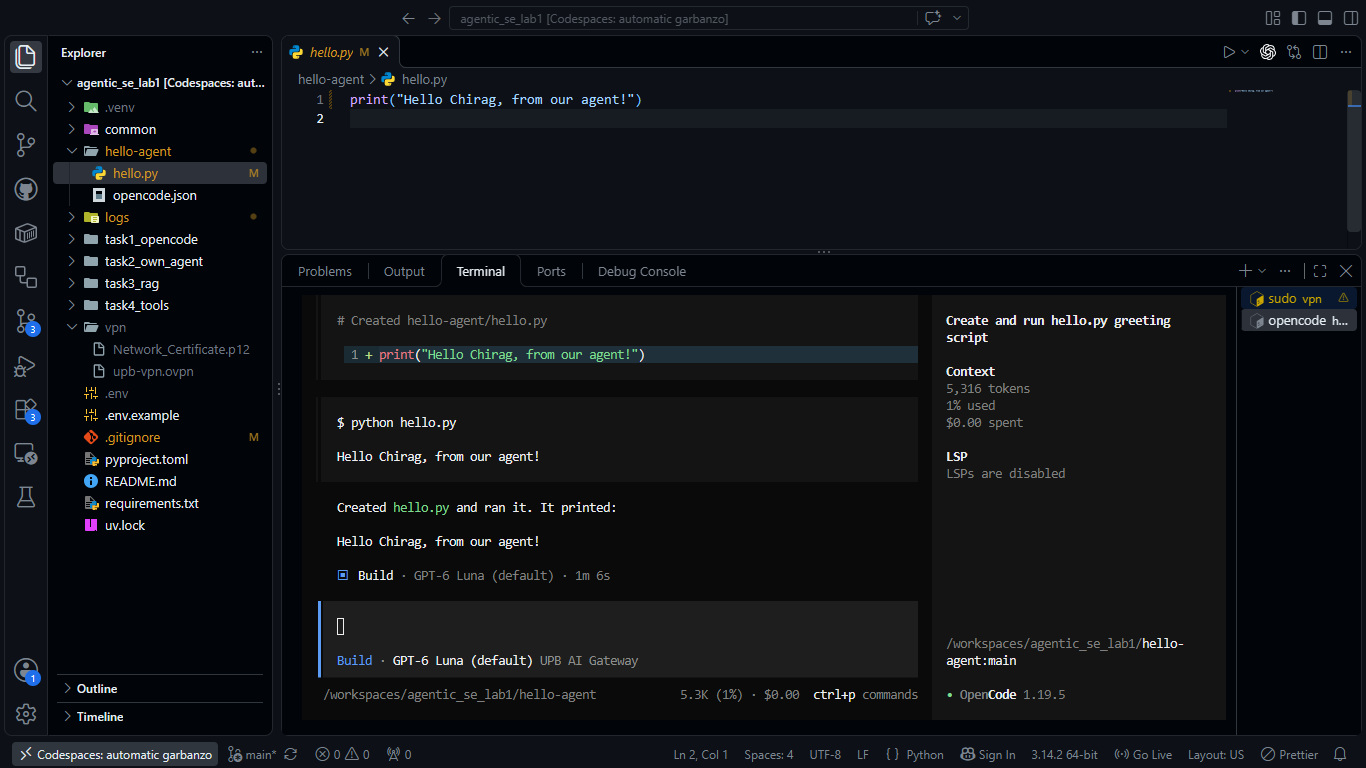 agentic_se_lab1 [Codespaces: automatic garbanzo]
Explorer
agentic_se_lab1 [Codespaces: aut...
.venv
common
hello-agent
hello.py
M
opencode.json
logs
task1_opencode
task2_own_agent
task3_rag
task4_tools
vpn
Network_Certificate.p12
upb-vpn.ovpn
.env
.env.example
.gitignore
M
pyproject.toml
README.md
requirements.txt
uv.lock
Outline
Timeline
3
3
1
hello.py M
hello-agent > hello.py
1 print("Hello Chirag, from our agent!")
2
Problems
Output
Terminal
Ports
Debug Console
# Created hello-agent/hello.py
1 + print("Hello Chirag, from our agent!")
$ python hello.py
Hello Chirag, from our agent!
Created hello.py and ran it. It printed:
Hello Chirag, from our agent!
Build · GPT-6 Luna (default) · 1m 6s
Build · GPT-6 Luna (default) UPB AI Gateway
/workspaces/agentic_se_lab1/hello-agent
5.3K (1%) · $0.00 ctrl+p commands
Create and run hello.py greeting
script
Context
5,316 tokens
1% used
$0.00 spent
LSP
LSPs are disabled
/workspaces/agentic_se_lab1/hello-
agent:main
• OpenCode 1.19.5
sudo vpn
opencode h...
Codespaces: automatic garbanzo
main*
0
0
0
Ln 2, Col 1
Spaces: 4
UTF-8
LF
{ } Python
Sign In
3.14.2 64-bit
Go Live
Layout: US
Prettier